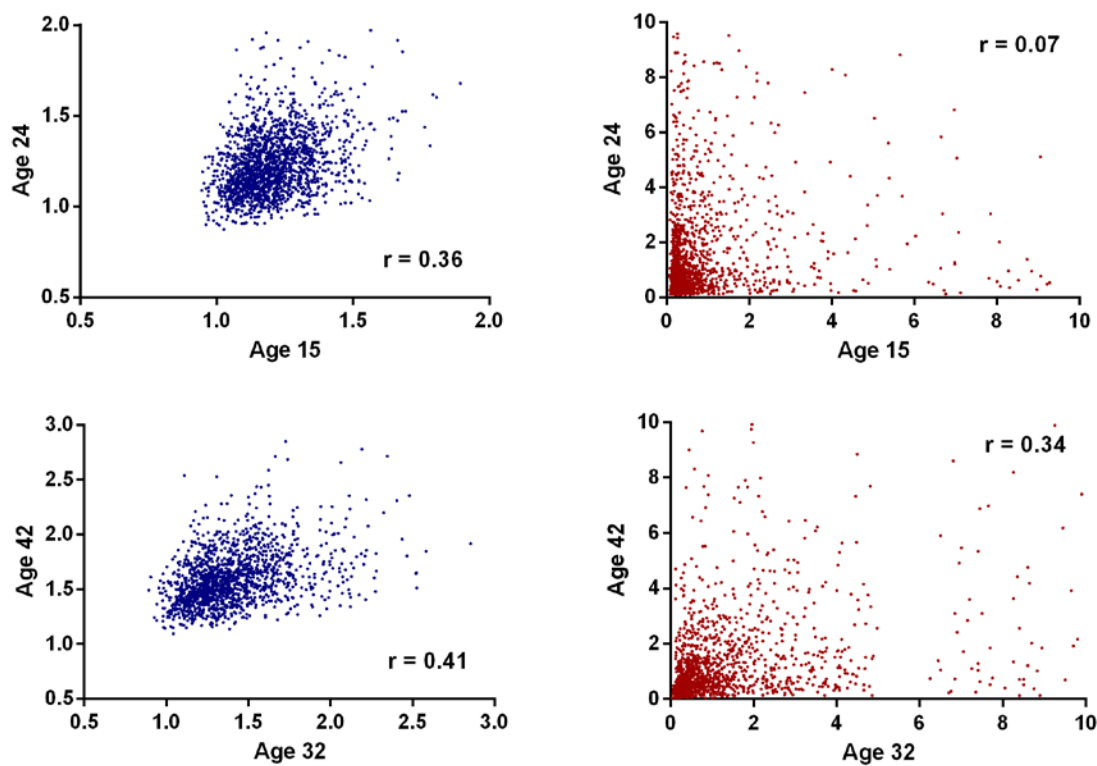 2.0
1.5
1.0
0.5
Age 24
r = 0.36
0.5 1.0 1.5 2.0
Age 15
10
8
6
4
2
0
Age 24
r = 0.07
0 2 4 6 8 10
Age 15
3.0
2.5
2.0
1.5
1.0
0.5
Age 42
r = 0.41
0.5 1.0 1.5 2.0 2.5 3.0
Age 32
10
8
6
4
2
0
Age 42
r = 0.34
0 2 4 6 8 10
Age 32